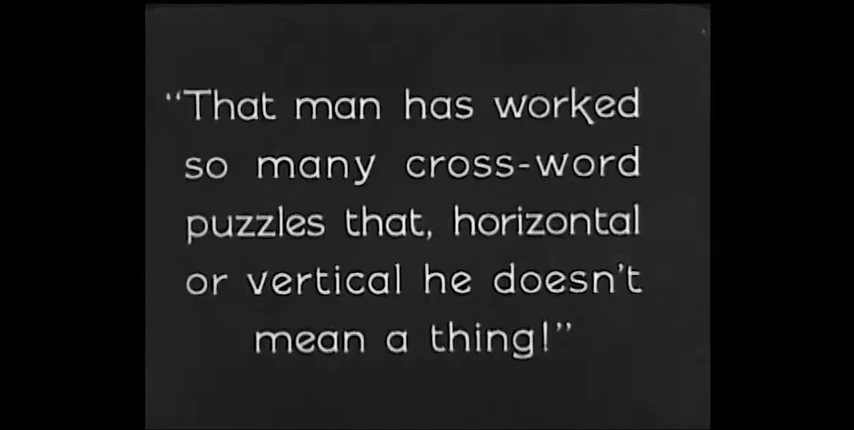 “That man has worked
so many cross-word
puzzles that, horizontal
or vertical he doesn’t
mean a thing!”